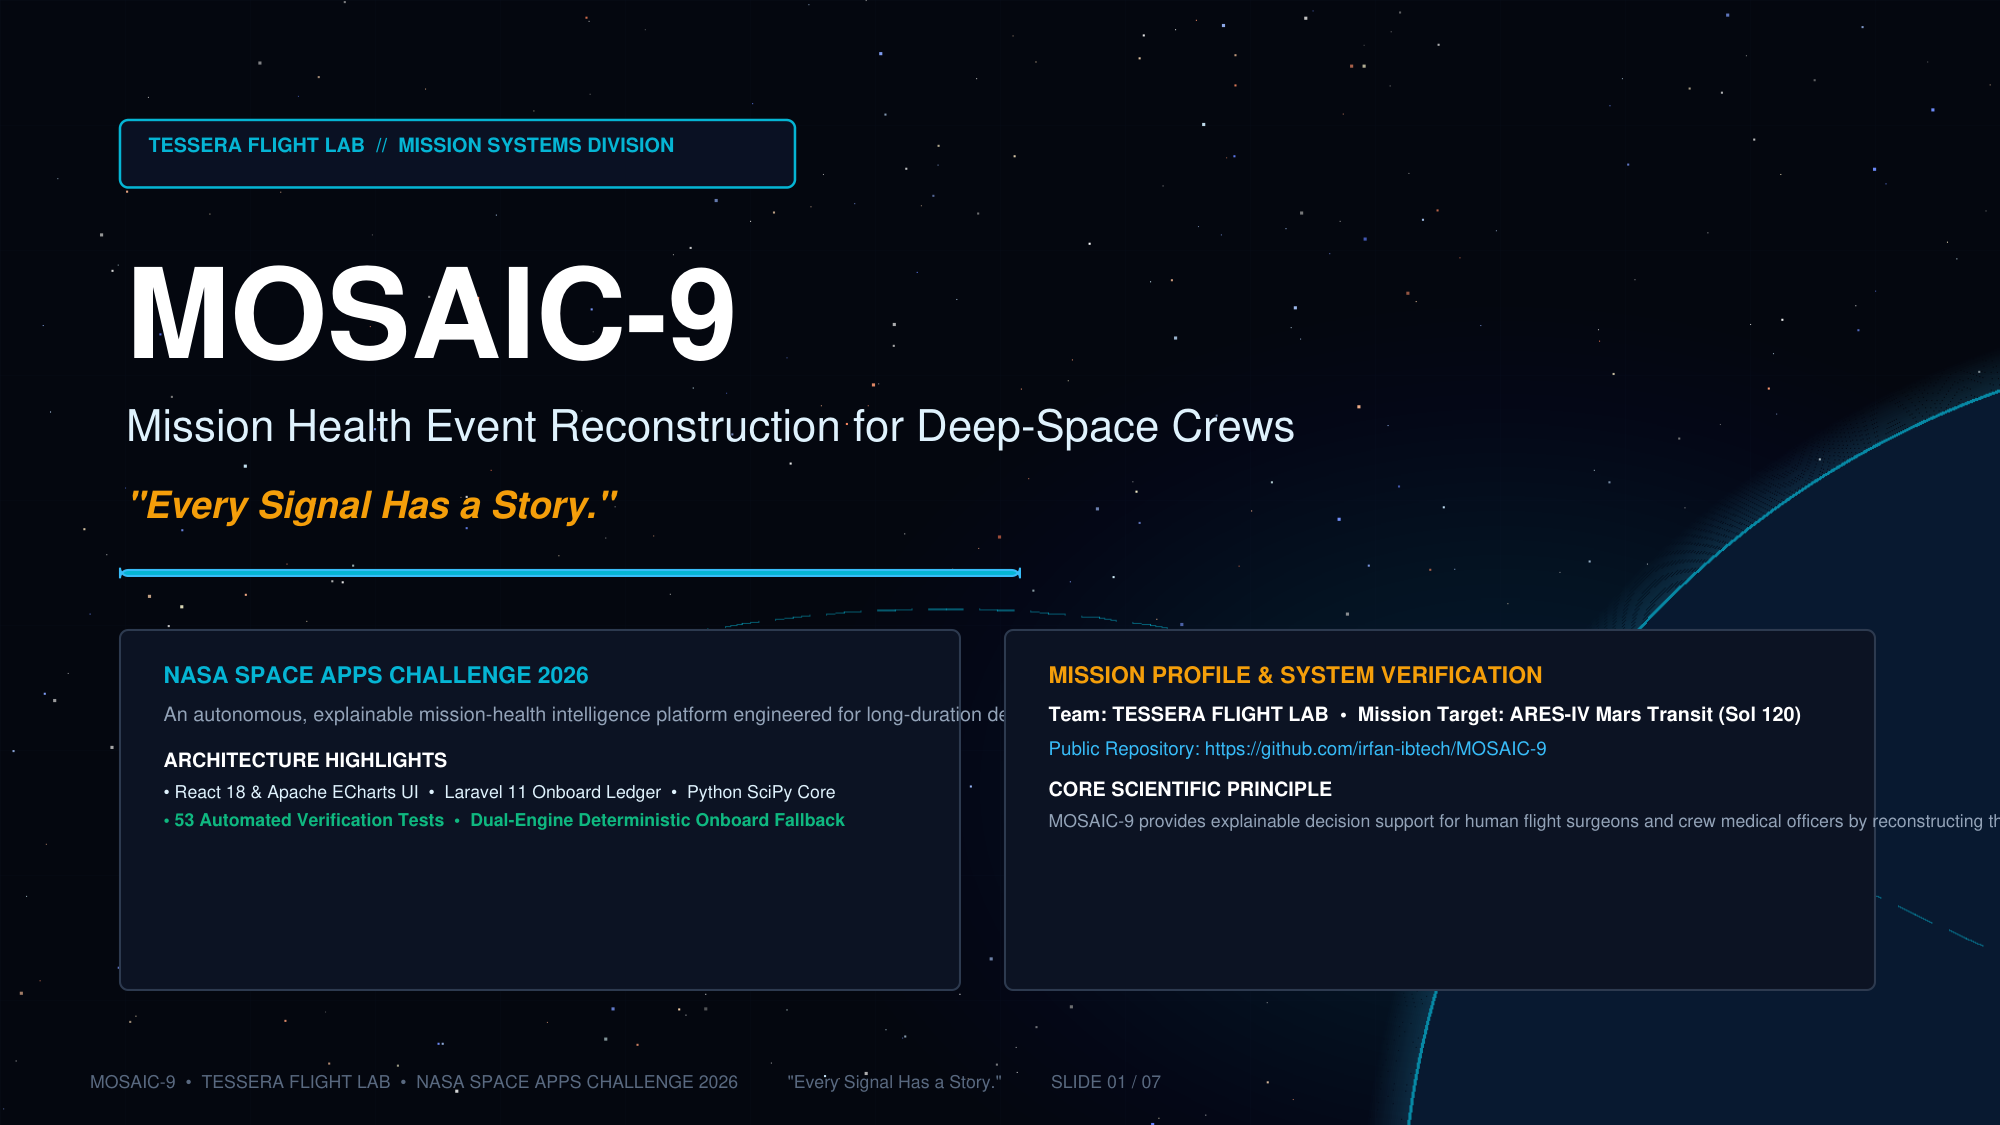 TESSERA FLIGHT LAB // MISSION SYSTEMS DIVISION
MOSAIC-9
Mission Health Event Reconstruction for Deep-Space Crews
"Every Signal Has a Story."
NASA SPACE APPS CHALLENGE 2026
An autonomous, explainable mission-health intelligence platform engineered for long-duration de
ARCHITECTURE HIGHLIGHTS
• React 18 & Apache ECharts UI • Laravel 11 Onboard Ledger • Python SciPy Core
• 53 Automated Verification Tests • Dual-Engine Deterministic Onboard Fallback
MISSION PROFILE & SYSTEM VERIFICATION
Team: TESSERA FLIGHT LAB • Mission Target: ARES-IV Mars Transit (Sol 120)
Public Repository: https://github.com/irfan-ibtech/MOSAIC-9
CORE SCIENTIFIC PRINCIPLE
MOSAIC-9 provides explainable decision support for human flight surgeons and crew medical officers by reconstructing th
MOSAIC-9 • TESSERA FLIGHT LAB • NASA SPACE APPS CHALLENGE 2026 "Every Signal Has a Story." SLIDE 01 / 07